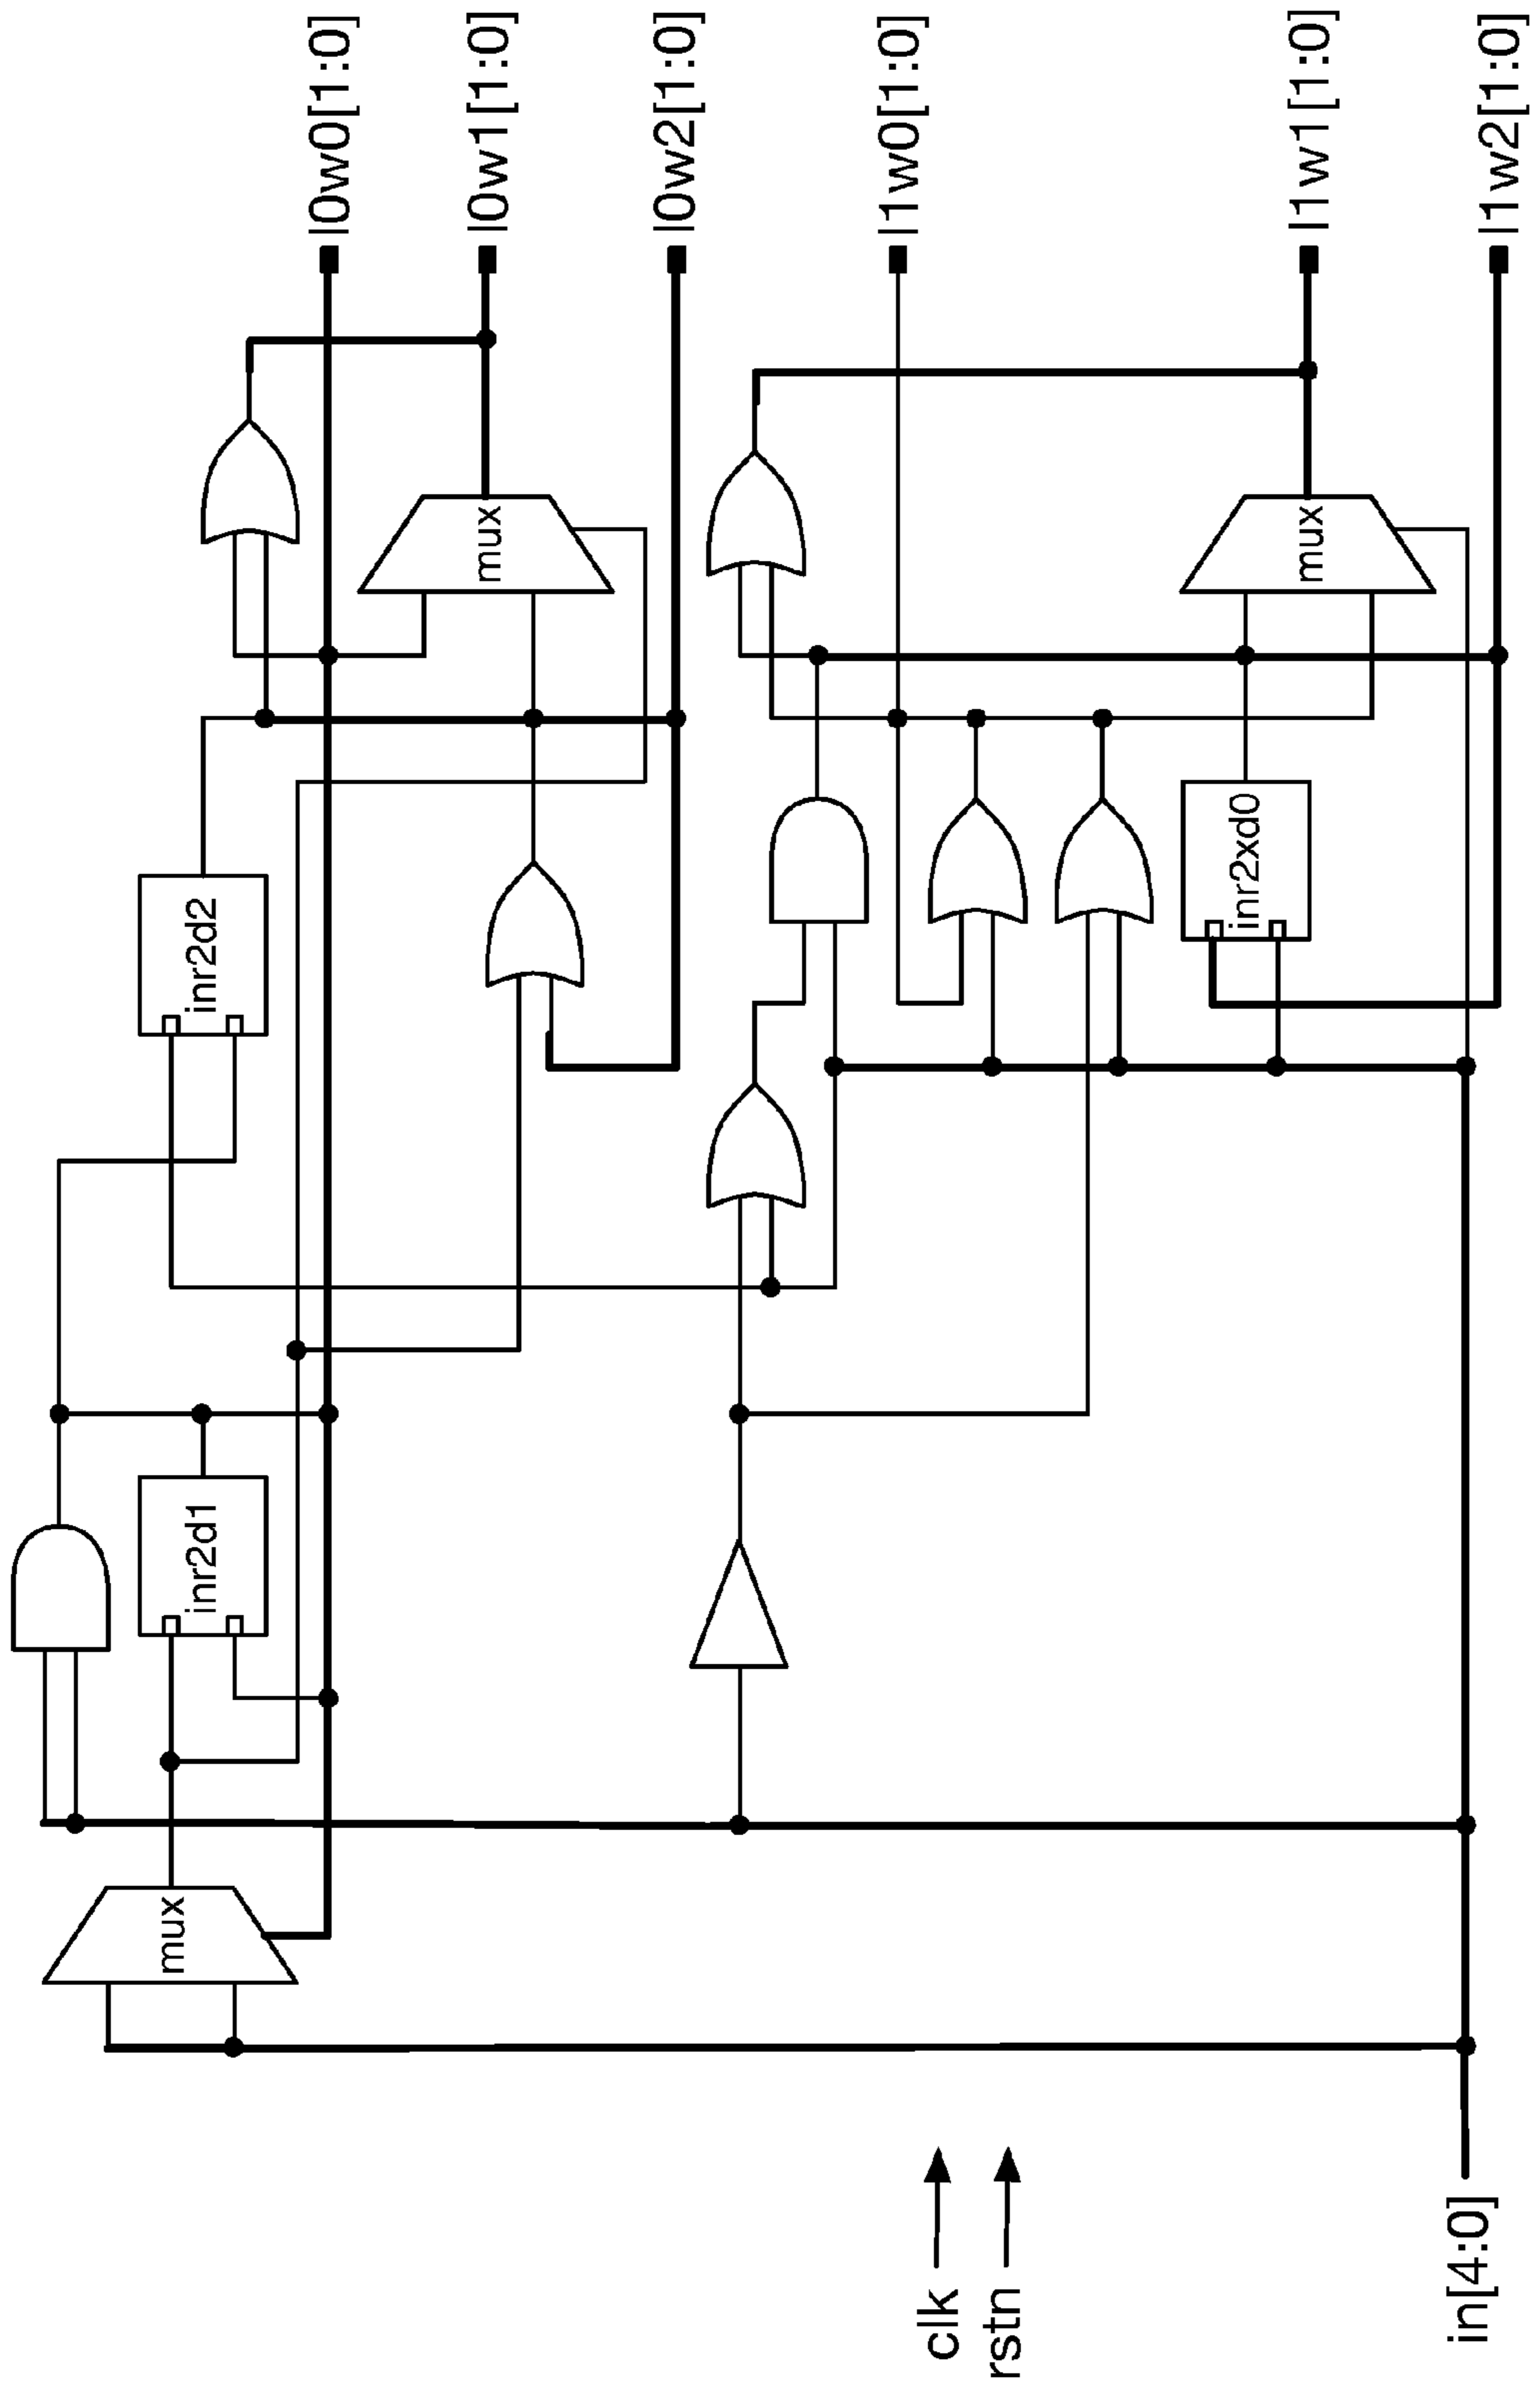 mux
inr2d1
inr2d2
l0w0[1:0]
mux
l0w1[1:0]
l0w2[1:0]
l1w0[1:0]
clk
rstn
inr2xd0
mux
l1w1[1:0]
in[4:0]
l1w2[1:0]